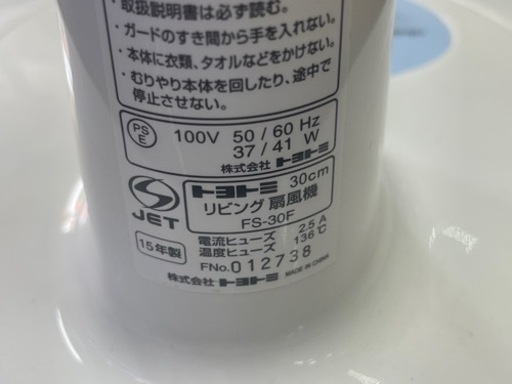 ・取扱説明書は必ず読む。
・ガードのすき間から手を入れない。
・本体に衣類、タオルなどをかけない。
・むりやり本体を回したり、途中で
停止させない。
PS
E
100V 50/60 Hz
37/41 W
株式会社 トヨトミ
JET
トヨトミ 30cm
リビング 扇風機
FS-30F
15年製
電流ヒューズ 2.5 A
温度ヒューズ 136℃
FNo.012738
株式会社 トヨトミ MADE IN CHINA